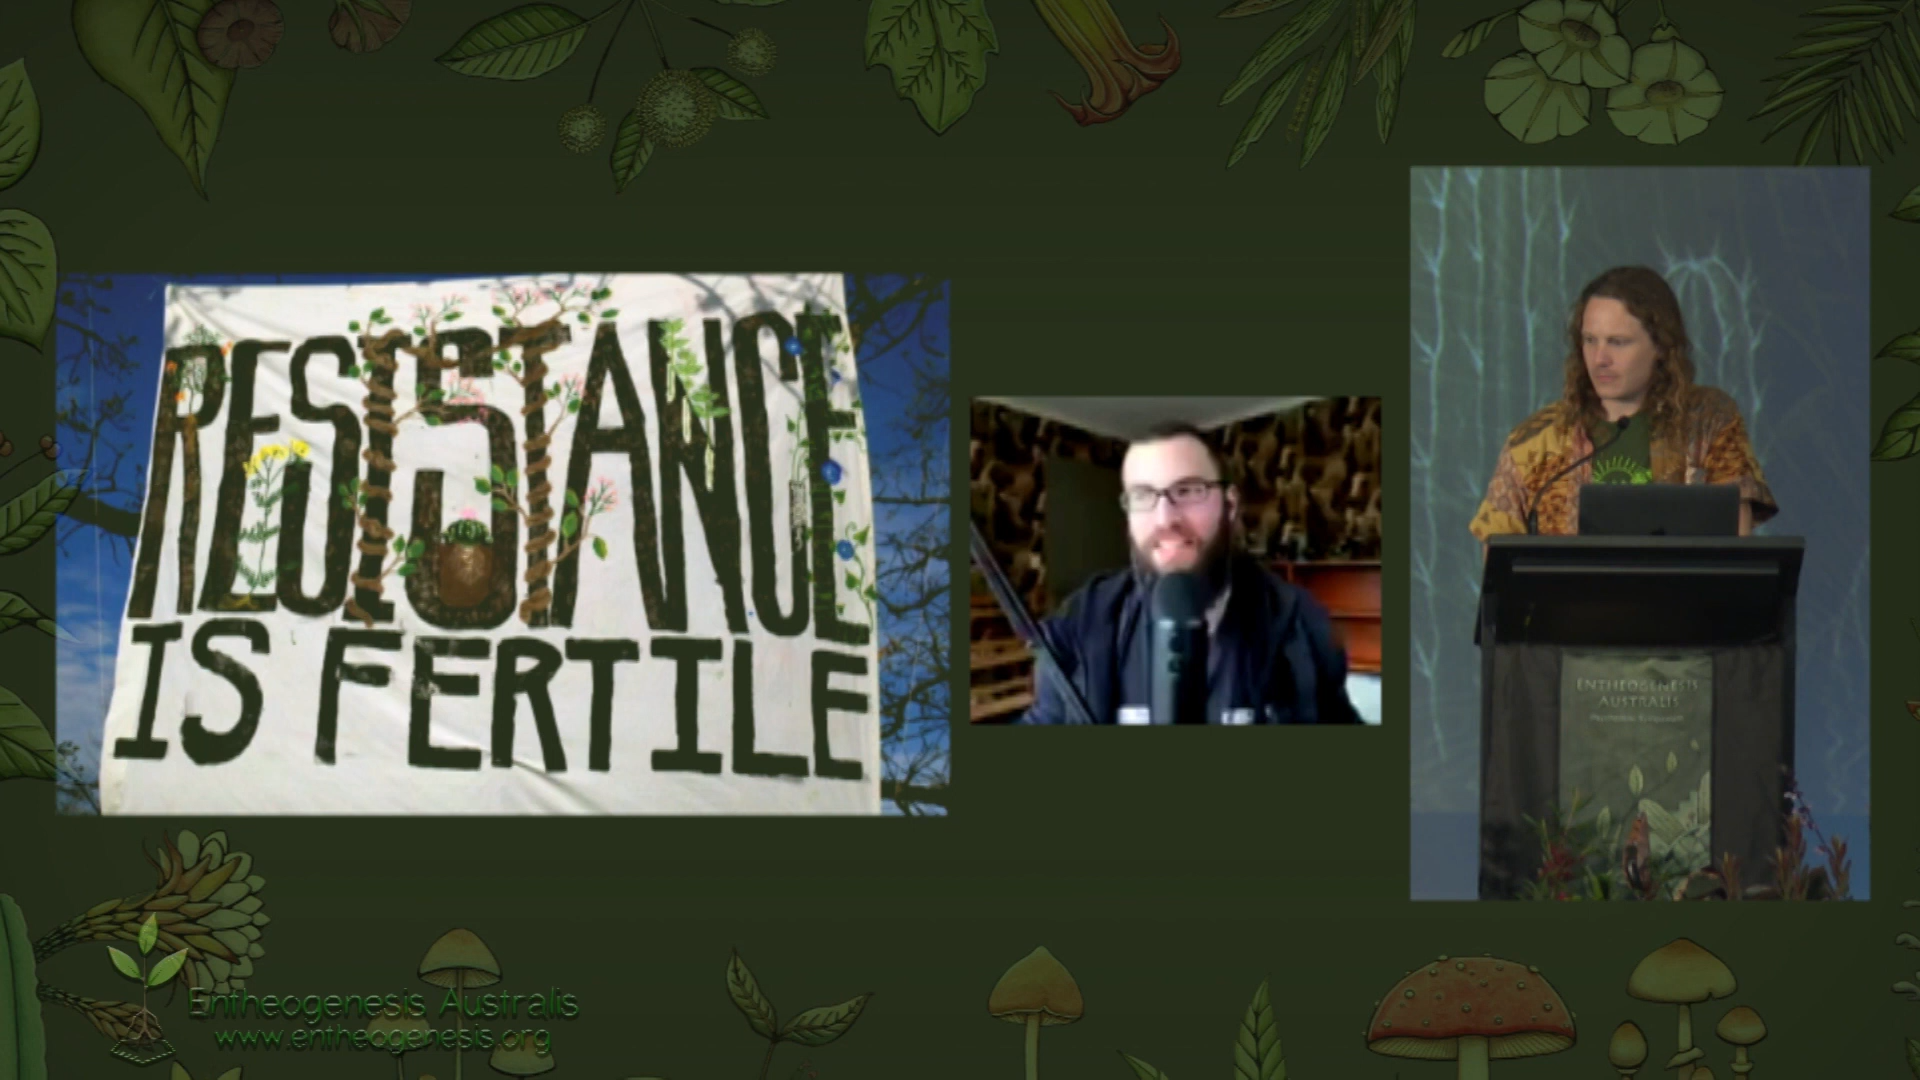 RESISTANCE
IS FERTILE
ENTHEOGENESIS
AUSTRALIS
Entheogenesis Australis
www.entheogenesis.org